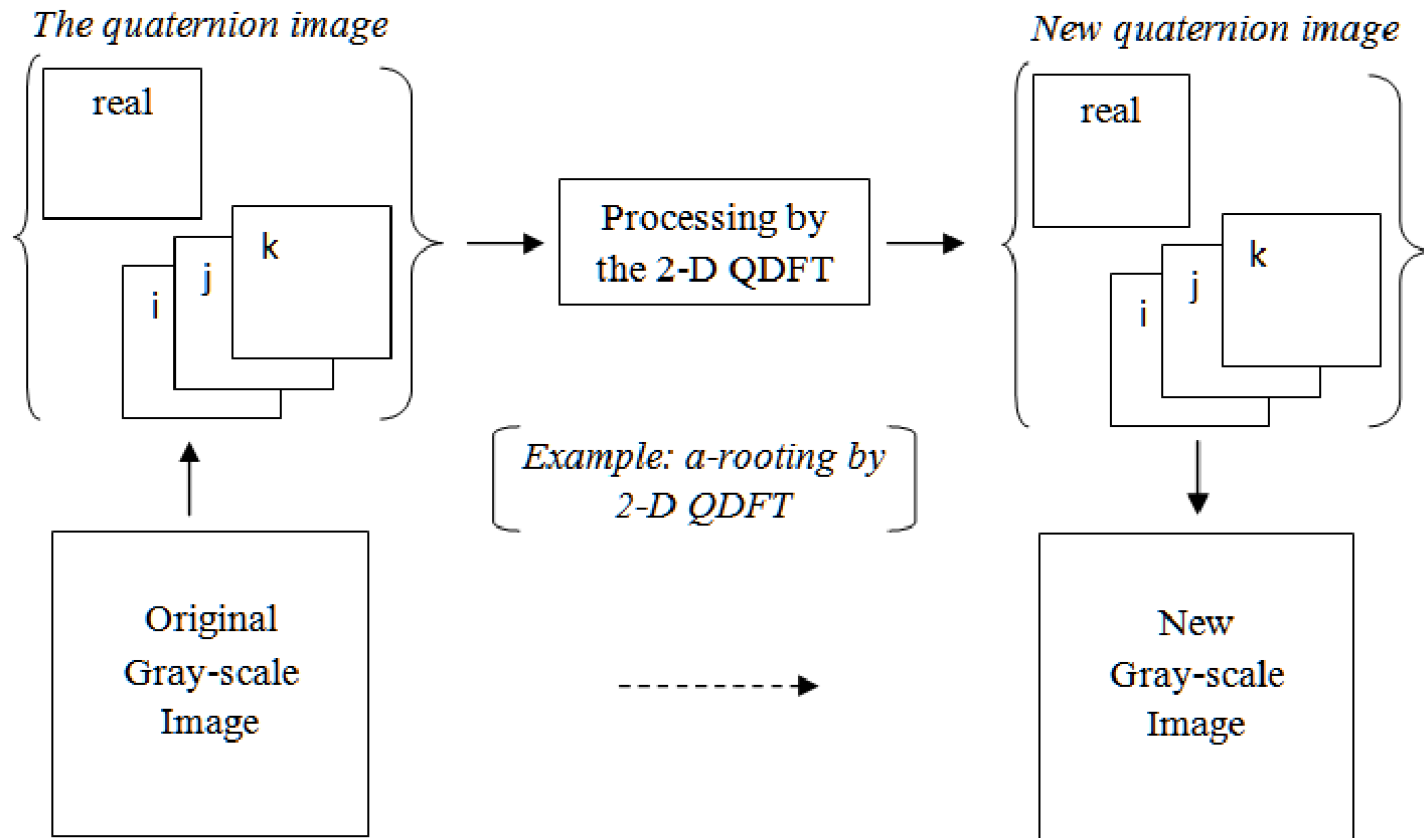 The quaternion image
real
i
j
k
Processing by
the 2-D QDFT
New quaternion image
real
i
j
k
Example: a-rooting by
2-D QDFT
Original
Gray-scale
Image
New
Gray-scale
Image